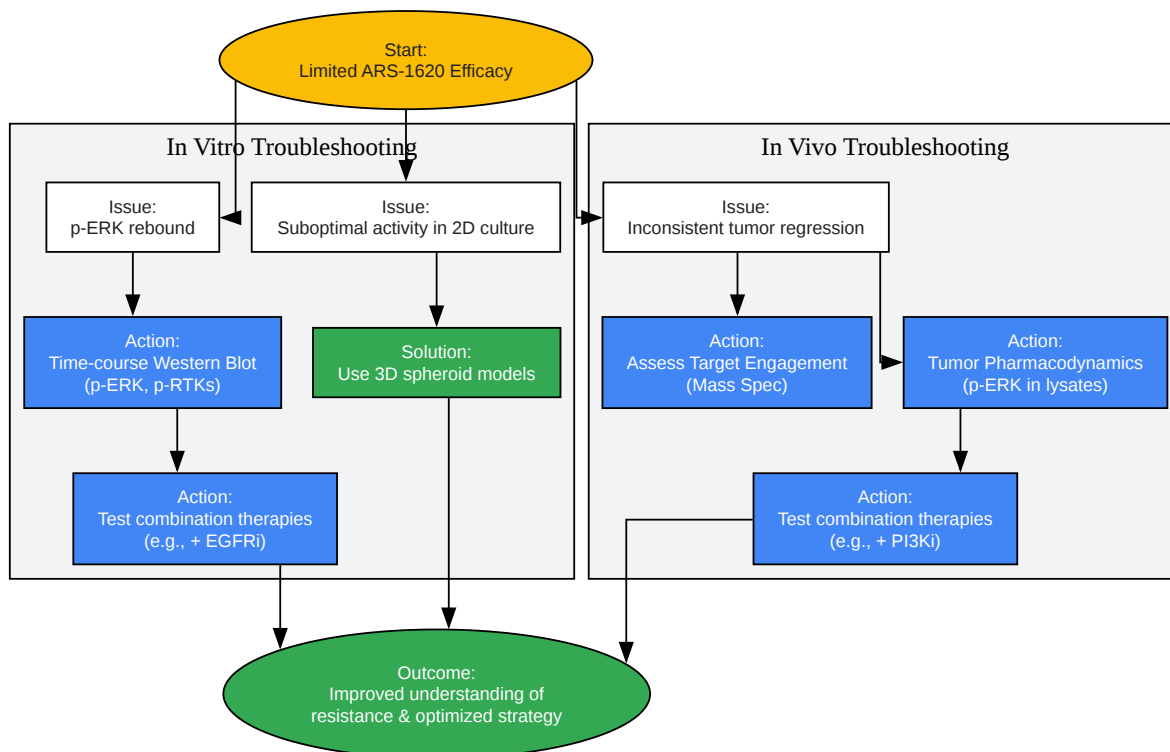 Start:
Limited ARS-1620 Efficacy
In Vitro Troubleshooting
In Vivo Troubleshooting
Issue:
p-ERK rebound
Issue:
Suboptimal activity in 2D culture
Issue:
Inconsistent tumor regression
Action:
Time-course Western Blot
(p-ERK, p-RTKs)
Solution:
Use 3D spheroid models
Action:
Assess Target Engagement
(Mass Spec)
Action:
Tumor Pharmacodynamics
(p-ERK in lysates)
Action:
Test combination therapies
(e.g., + EGFRi)
Action:
Test combination therapies
(e.g., + PI3Ki)
Outcome:
Improved understanding of
resistance & optimized strategy